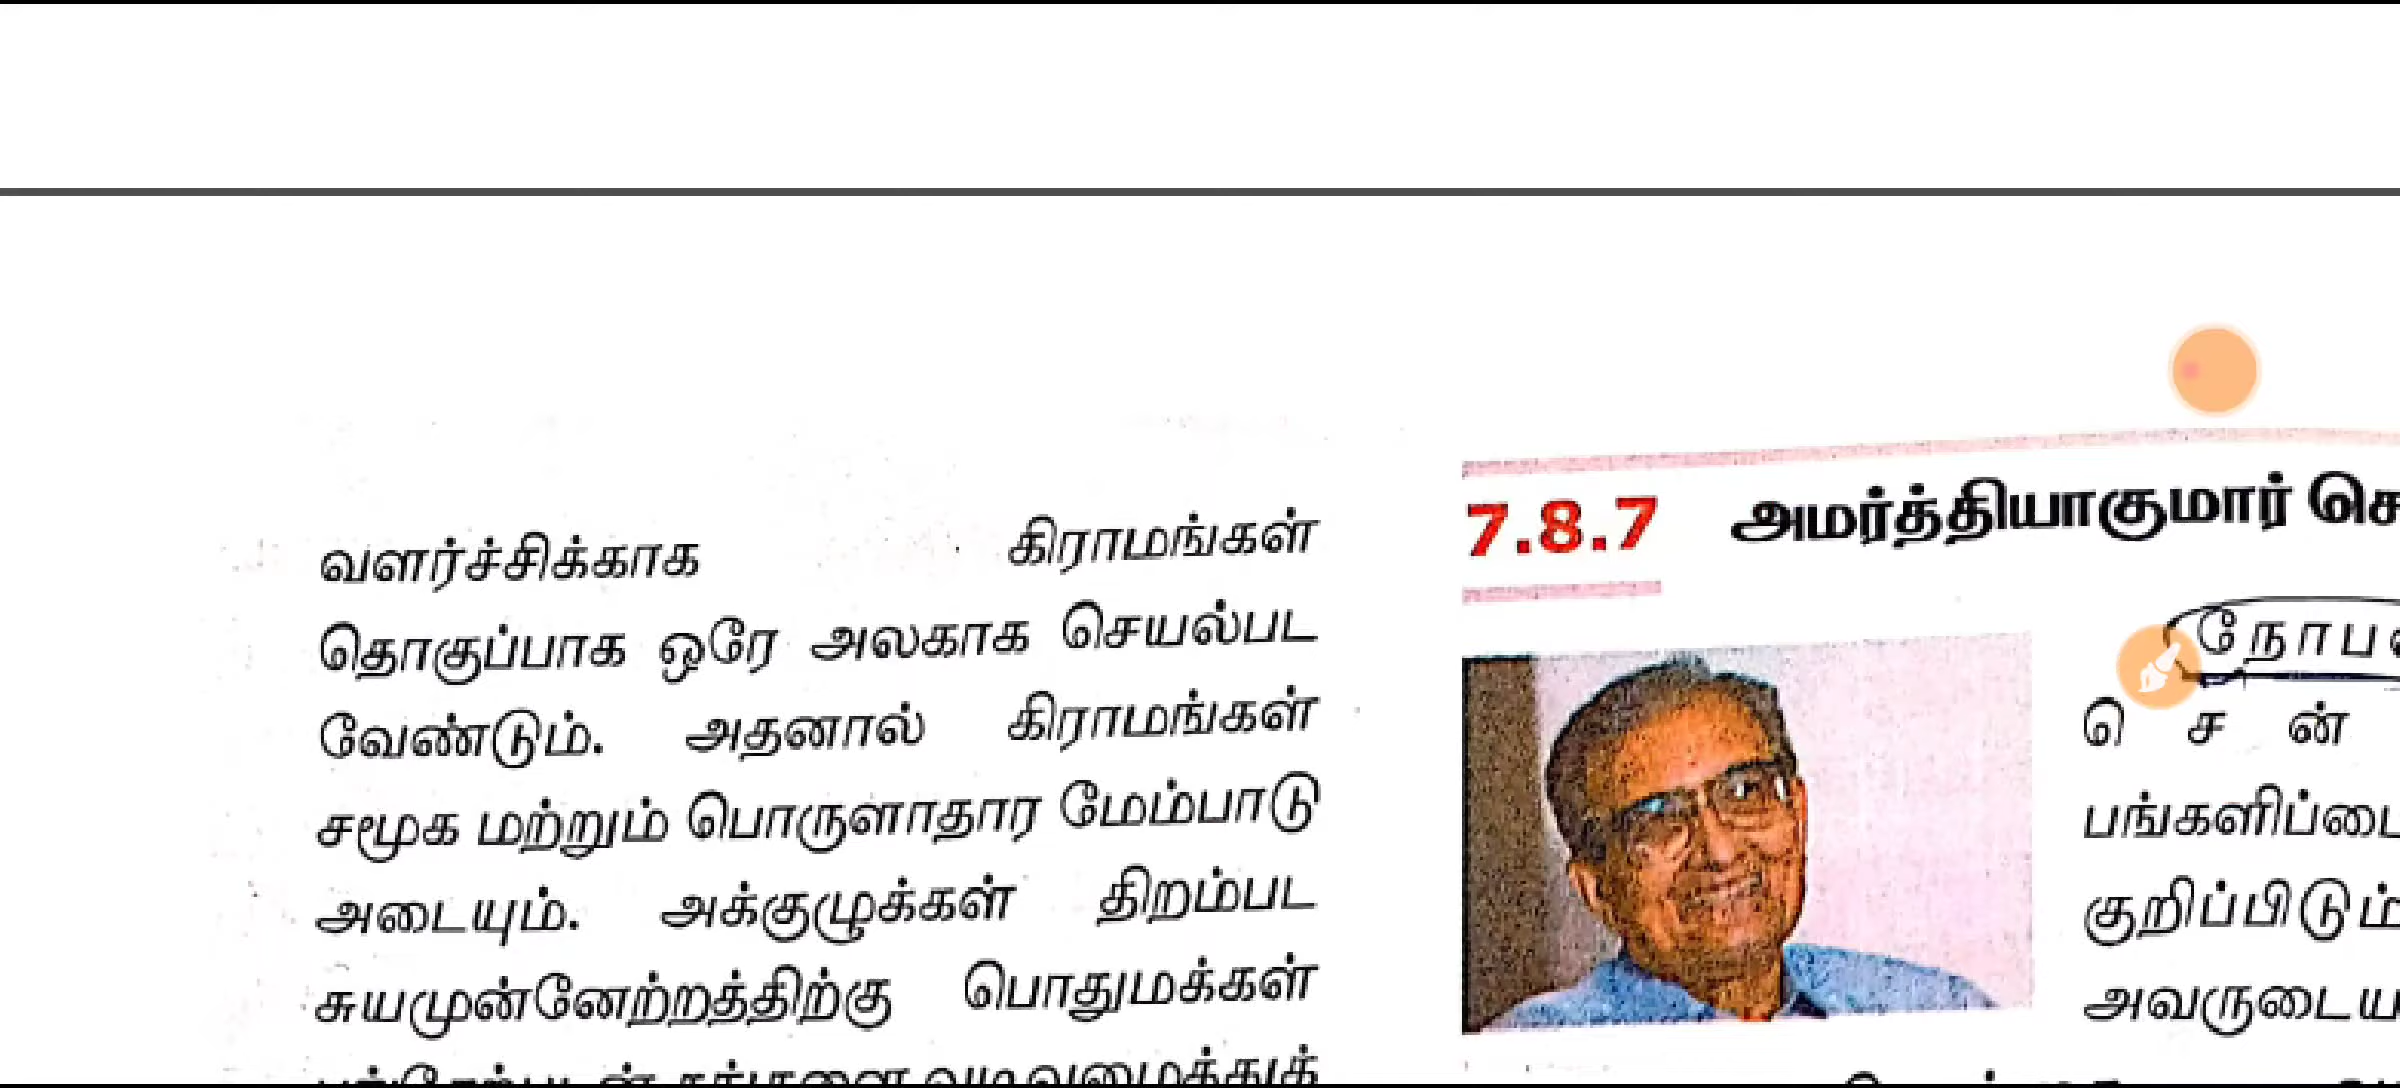 வளர்ச்சிக்காக கிராமங்கள்
தொகுப்பாக ஒரே அலகாக செயல்பட
வேண்டும். அதனால் கிராமங்கள்
சமூக மற்றும் பொருளாதார மேம்பாடு
அடையும். அக்குழுக்கள் திறம்பட
சுயமுன்னேற்றத்திற்கு பொதுமக்கள்
7.8.7 அமர்த்தியாகுமார் செ
நோப
சென்
பங்களிப்பை
குறிப்பிடும்
அவருடைய